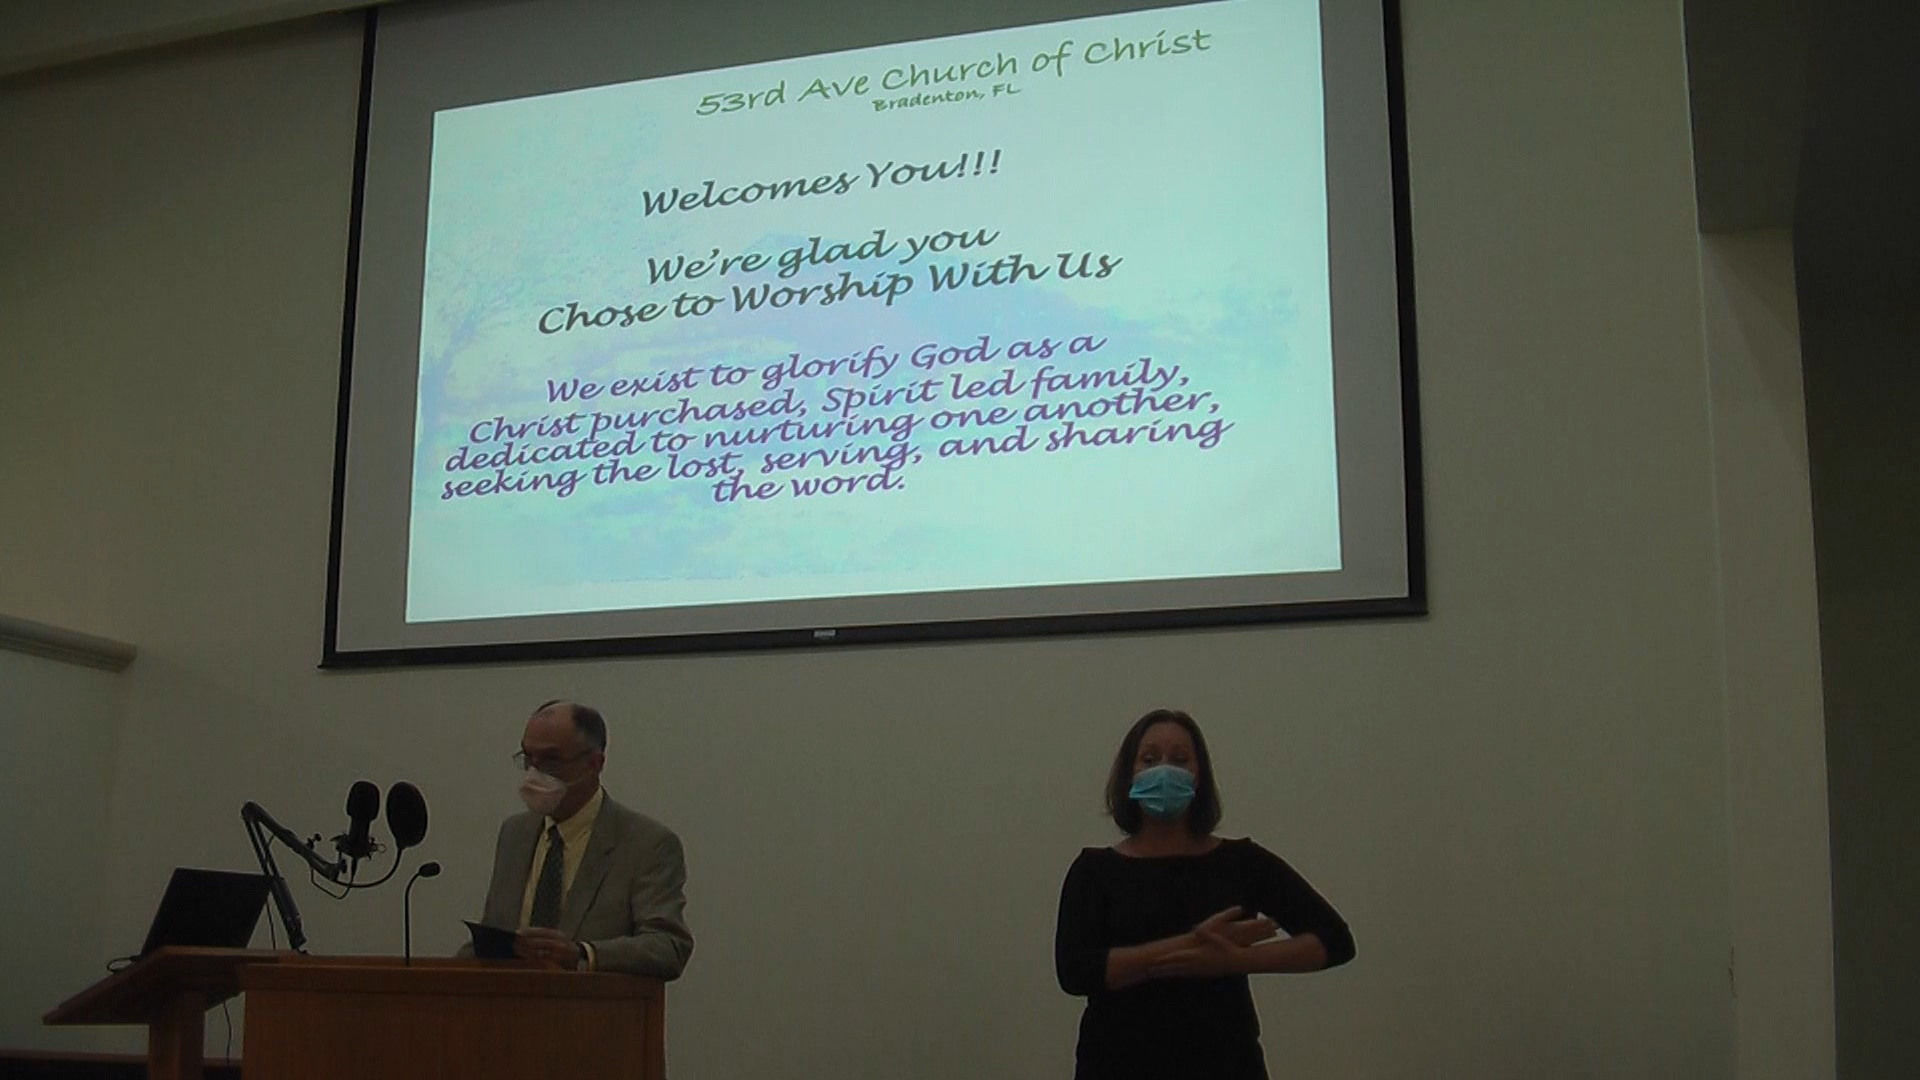 53rd Ave Church of Christ
Bradenton, FL
Welcomes You!!!
We're glad you
Chose to Worship With Us
We exist to glorify God as a
Christ purchased, Spirit led family,
dedicated to nurturing one another,
seeking the lost, serving, and sharing
the word.